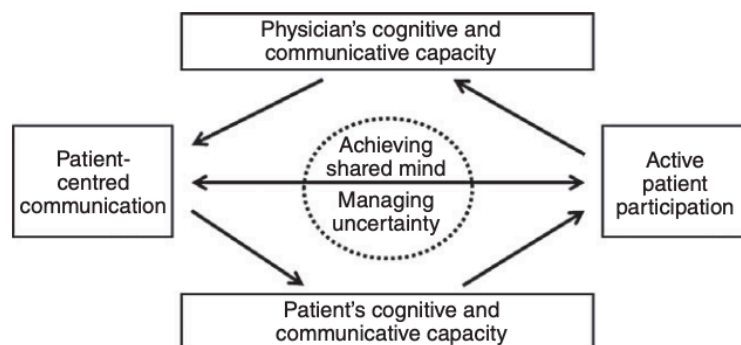 Physician's cognitive and
communicative capacity
Patient-
centred
communication
Achieving
shared mind
Managing
uncertainty
Active
patient
participation
Patient's cognitive and
communicative capacity